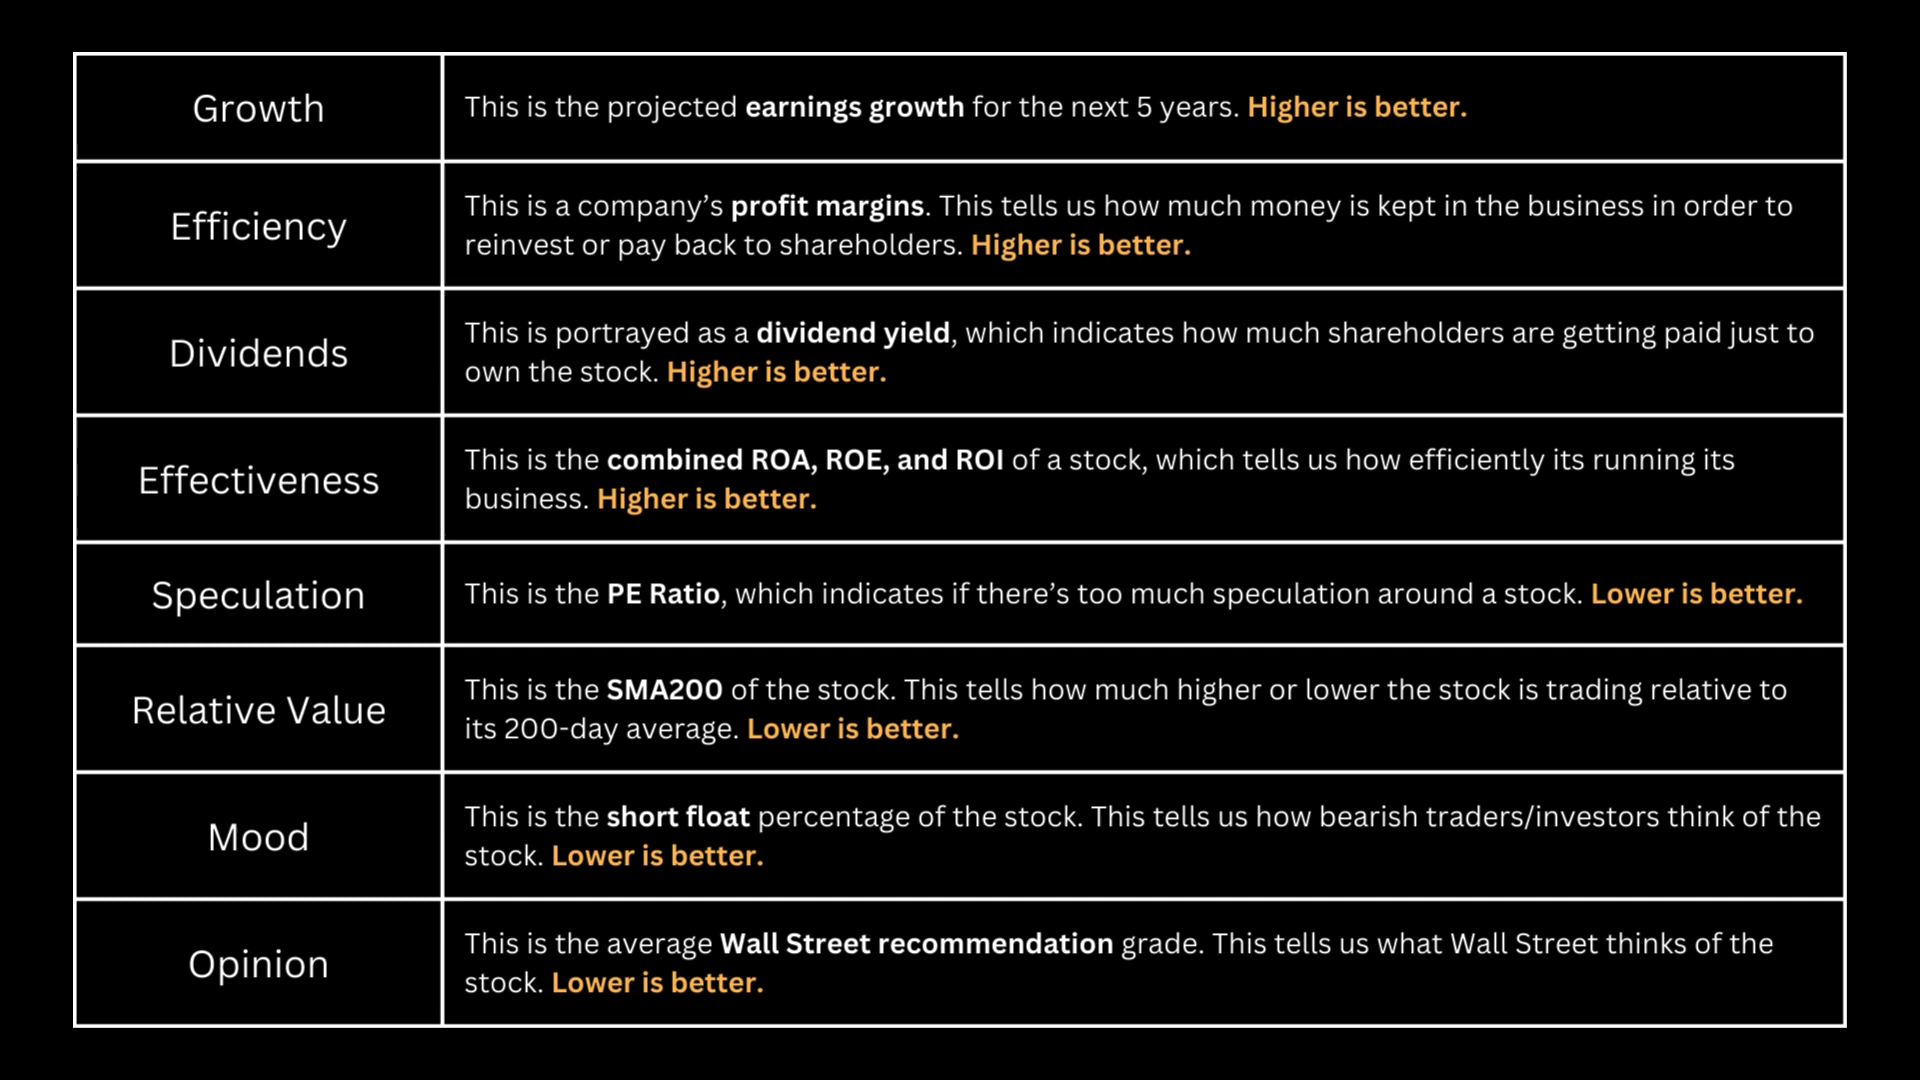 Growth
This is the projected earnings growth for the next 5 years. Higher is better.
Efficiency
This is a company’s profit margins. This tells us how much money is kept in the business in order to
reinvest or pay back to shareholders. Higher is better.
Dividends
This is portrayed as a dividend yield, which indicates how much shareholders are getting paid just to
own the stock. Higher is better.
Effectiveness
This is the combined ROA, ROE, and ROI of a stock, which tells us how efficiently its running its
business. Higher is better.
Speculation
This is the PE Ratio, which indicates if there’s too much speculation around a stock. Lower is better.
Relative Value
This is the SMA200 of the stock. This tells how much higher or lower the stock is trading relative to
its 200-day average. Lower is better.
Mood
This is the short float percentage of the stock. This tells us how bearish traders/investors think of the
stock. Lower is better.
Opinion
This is the average Wall Street recommendation grade. This tells us what Wall Street thinks of the
stock. Lower is better.